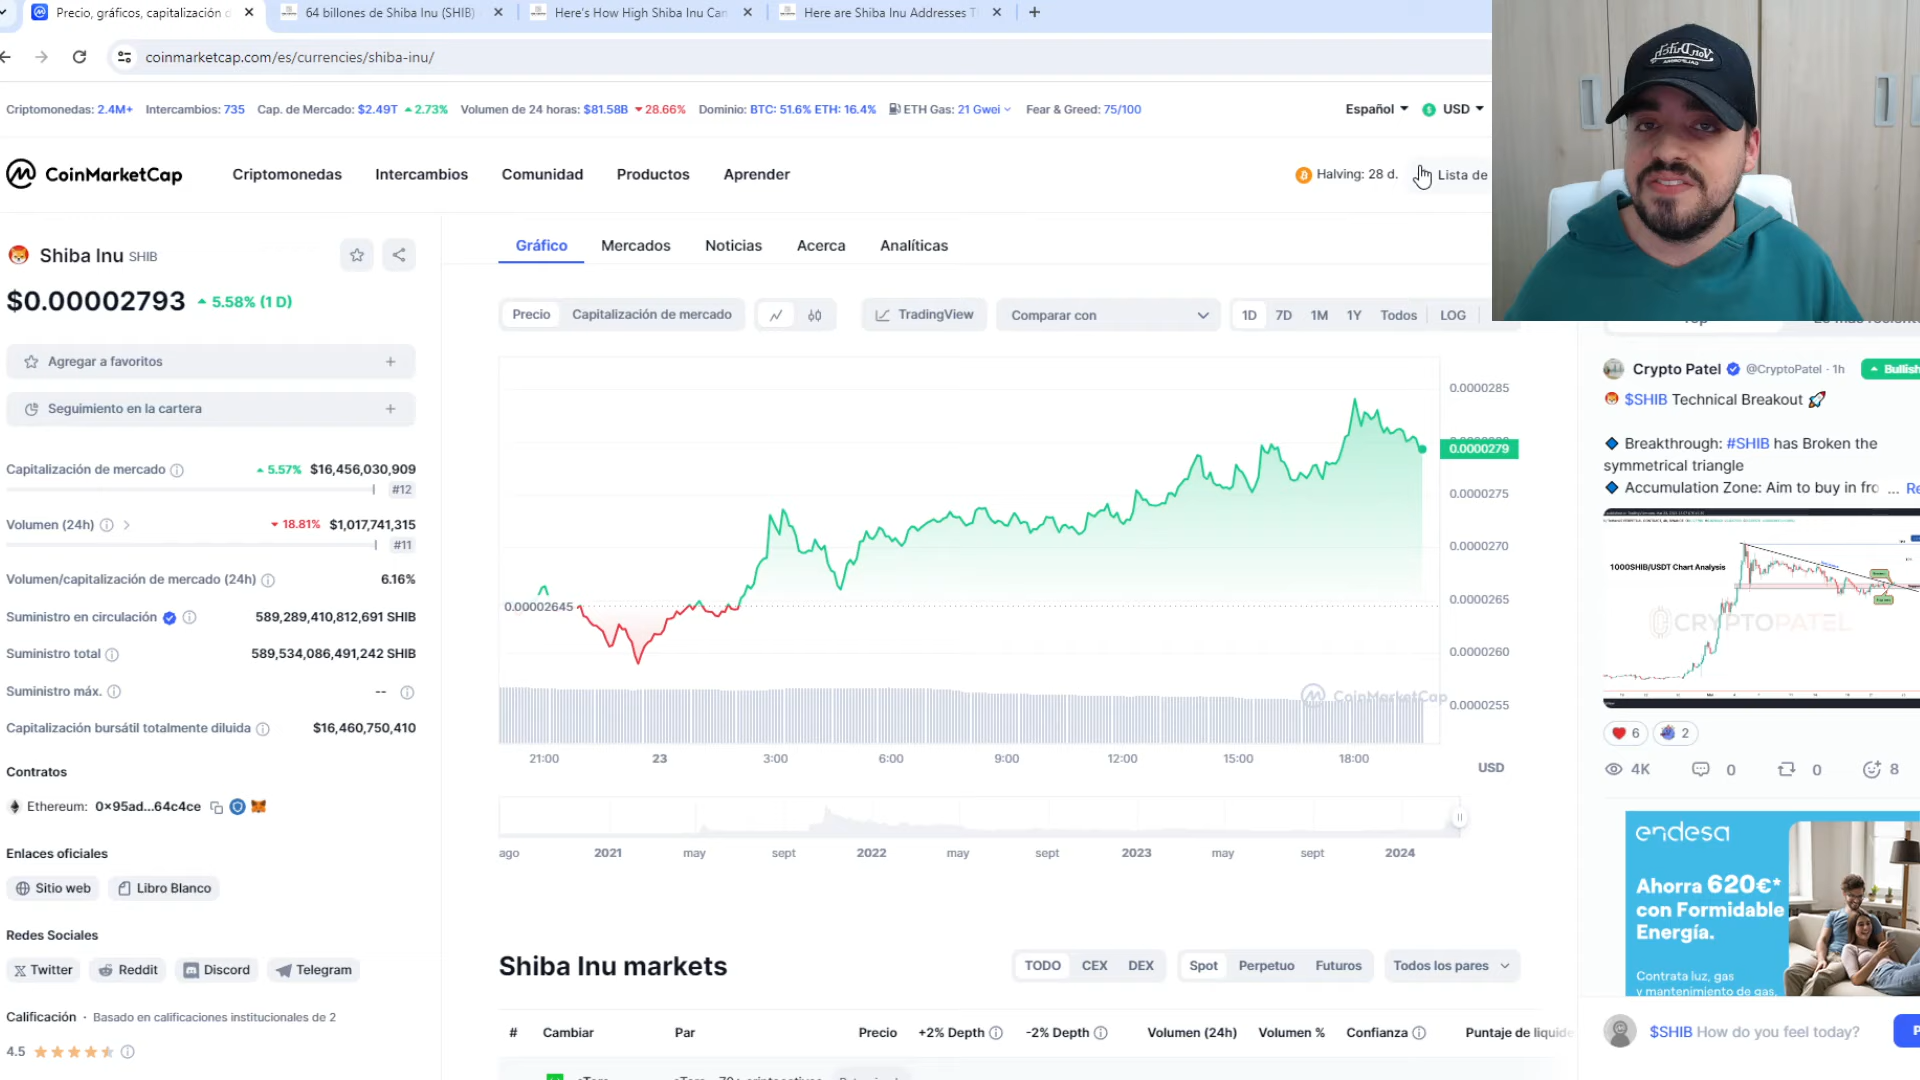 Precio, gráficos, capitalización
64 billones de Shiba Inu (SHIB)
Here's How High Shiba Inu Can
Here are Shiba Inu Addresses
coinmarketcap.com/es/currencies/shiba-inu/
Criptomonedas: 2.4M+ Intercambios: 735 Cap. de Mercado: $2.49T 2.73% Volumen de 24 horas: $81.58B 28.66% Dominio: BTC: 51.6% ETH: 16.4% ETH Gas: 21 Gwei Fear & Greed: 75/100
Español
USD
CoinMarketCap
Criptomonedas
Intercambios
Comunidad
Productos
Aprender
Halving: 28 d.
Lista de
Shiba Inu SHIB
$0.00002793 5.58% (1 D)
Agregar a favoritos
Seguimiento en la cartera
Capitalización de mercado 5.57% $16,456,030,909
#12
Volumen (24h) 18.81% $1,017,741,315
#11
Volumen/capitalización de mercado (24h) 6.16%
Suministro en circulación 589,289,410,812,691 SHIB
Suministro total 589,534,086,491,242 SHIB
Suministro máx. --
Capitalización bursátil totalmente diluida $16,460,750,410
Contratos
Ethereum: 0x95ad...64c4ce
Enlaces oficiales
Sitio web
Libro Blanco
Redes Sociales
Twitter
Reddit
Discord
Telegram
Calificación · Basado en calificaciones institucionales de 2
4.5
Gráfico
Mercados
Noticias
Acerca
Analíticas
Precio
Capitalización de mercado
TradingView
Comparar con
1D 7D 1M 1Y Todos LOG
0.0000285
0.0000279
0.0000275
0.0000270
0.0000265
0.0000260
0.0000255
0.00002645
CoinMarketCap
21:00 23 3:00 6:00 9:00 12:00 15:00 18:00
USD
ago 2021 may sept 2022 may sept 2023 may sept 2024
Shiba Inu markets
TODO CEX DEX
Spot Perpetuo Futuros
Todos los pares
# Cambiar Par Precio +2% Depth -2% Depth Volumen (24h) Volumen % Confianza Puntaje de liquide
Crypto Patel @CryptoPatel · 1h
Bullish
$SHIB Technical Breakout
Breakthrough: #SHIB has Broken the
symmetrical triangle
Accumulation Zone: Aim to buy in fro ... Re
1000SHIB/USDT Chart Analysis
CRYPTOPATEL
6
2
4K
0
0
8
endesa
Ahorra 620€*
con Formidable
Energía.
Contrata luz, gas
y mantenimiento de gas,
$SHIB How do you feel today?
P